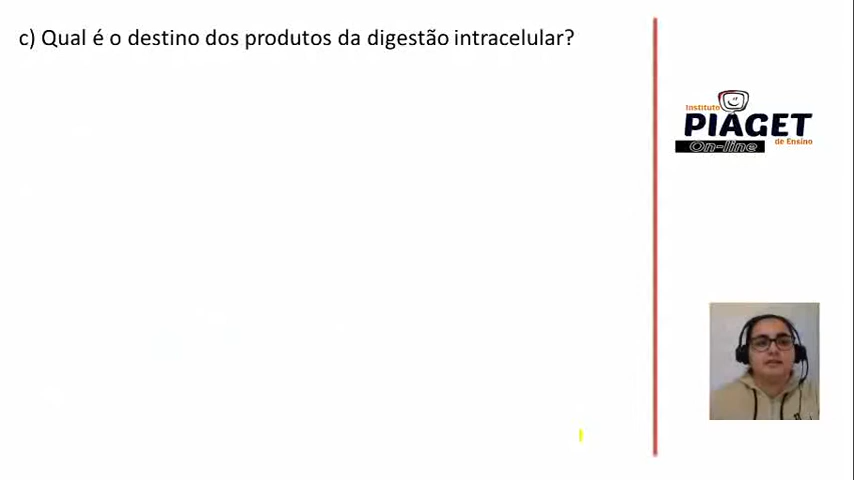 c) Qual é o destino dos produtos da digestão intracelular?
Instituto
PIAGET
On-line
de Ensino